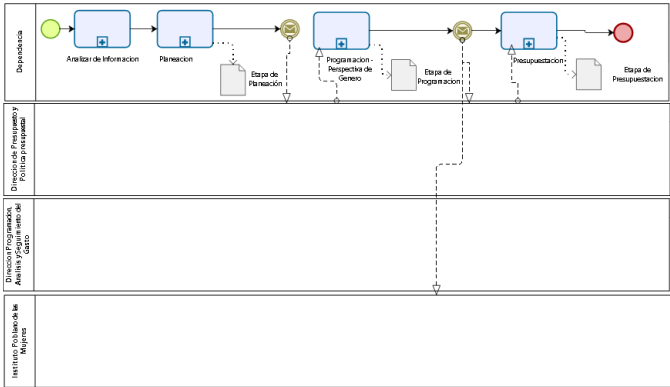 Dependencia
Analizar de Informacion
Planeacion
Etapa de
Planeación
Programacion -
Perspectiva de
Genero
Etapa de
Programacion
Presupuestacion
Etapa de
Presupuestacion
Direccion de Presupuesto y
Politica presupuestal
Direccion Programacion,
Analisis y Seguimiento del
Gasto
Instituto Poblano de las
Mujeres